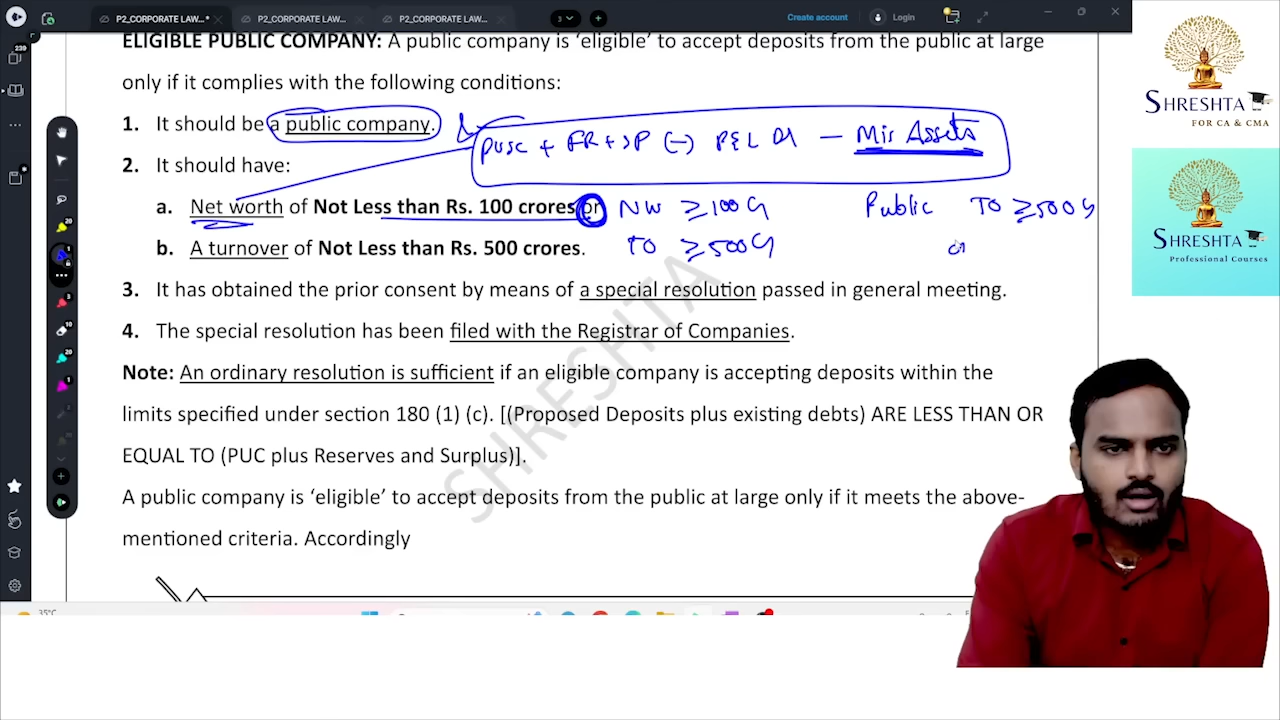 P2_CORPORATE LAW...* P2_CORPORATE LAW... P2_CORPORATE LAW... 3 Create account Login
239
ELIGIBLE PUBLIC COMPANY: A public company is ‘eligible’ to accept deposits from the public at large
only if it complies with the following conditions:
1. It should be a public company.
PUSC + FR + SP (-) P&L Dr — Mis Assets
2. It should have:
a. Net worth of Not Less than Rs. 100 crores or NW ≥ 100 Cr Public TO ≥ 500 Cr
b. A turnover of Not Less than Rs. 500 crores. TO ≥ 500 Cr or
3. It has obtained the prior consent by means of a special resolution passed in general meeting.
4. The special resolution has been filed with the Registrar of Companies.
Note: An ordinary resolution is sufficient if an eligible company is accepting deposits within the
limits specified under section 180 (1) (c). [(Proposed Deposits plus existing debts) ARE LESS THAN OR
EQUAL TO (PUC plus Reserves and Surplus)].
A public company is ‘eligible’ to accept deposits from the public at large only if it meets the above-
mentioned criteria. Accordingly
SHRESHTA
35°C
SHRESHTA
FOR CA & CMA
SHRESHTA
Professional Courses